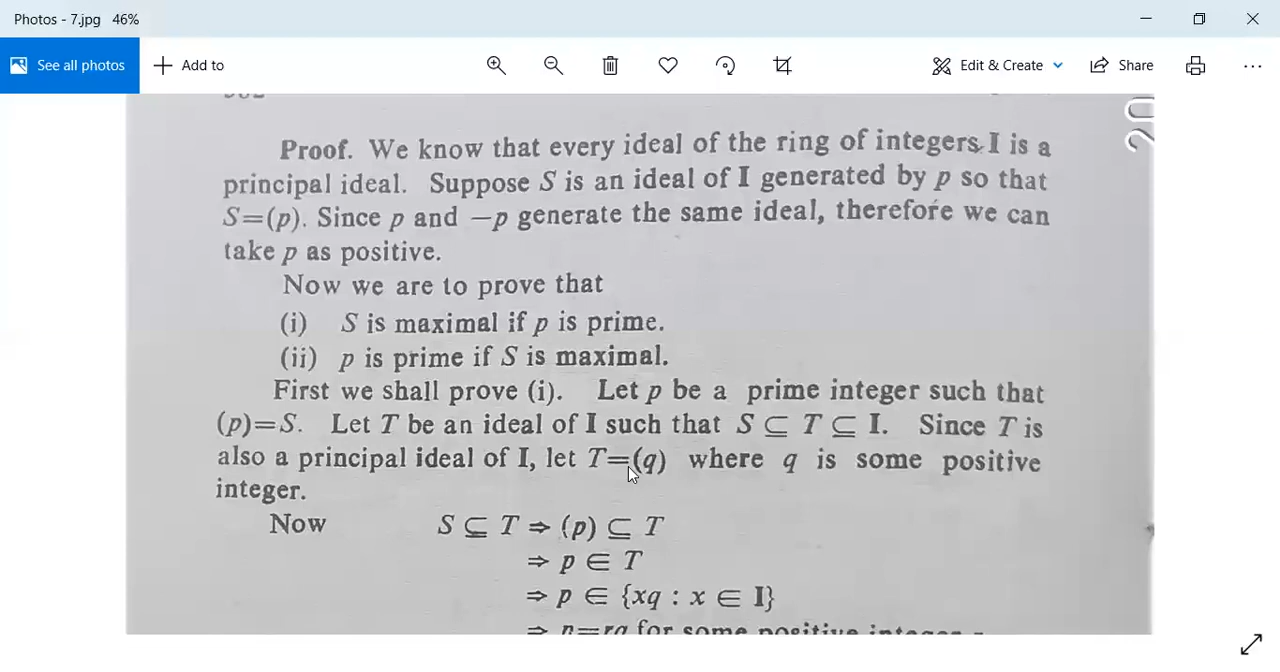 Photos - 7.jpg 46%
See all photos
Add to
Edit & Create
Share
Proof. We know that every ideal of the ring of integers I is a
principal ideal. Suppose S is an ideal of I generated by p so that
S=(p). Since p and —p generate the same ideal, therefore we can
take p as positive.
Now we are to prove that
(i) S is maximal if p is prime.
(ii) p is prime if S is maximal.
First we shall prove (i). Let p be a prime integer such that
(p)=S. Let T be an ideal of I such that S ⊆ T ⊆ I. Since T is
also a principal ideal of I, let T=(q) where q is some positive
integer.
Now S ⊆ T ⇒ (p) ⊆ T
⇒ p ∈ T
⇒ p ∈ {xq : x ∈ I}
⇒ p=rq for some positive integer